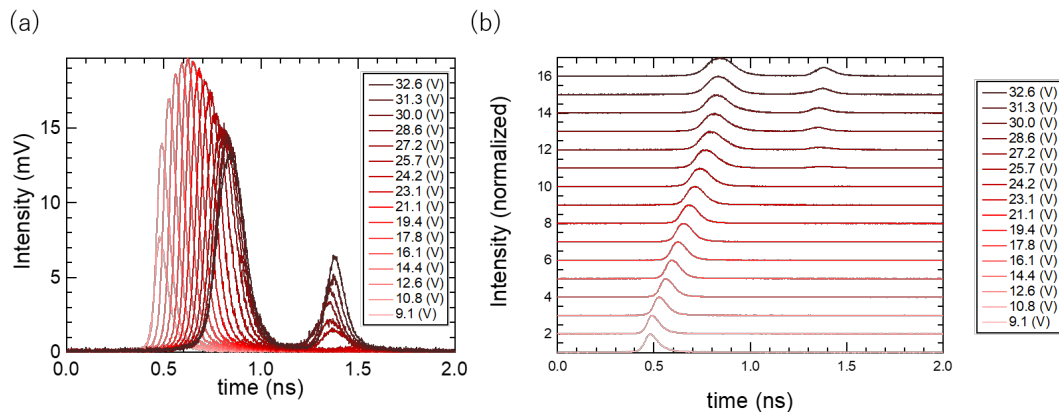 (a)
Intensity (mV)
15
10
5
0
0.0 0.5 1.0 1.5 2.0
time (ns)
32.6 (V)
31.3 (V)
30.0 (V)
28.6 (V)
27.2 (V)
25.7 (V)
24.2 (V)
23.1 (V)
21.1 (V)
19.4 (V)
17.8 (V)
16.1 (V)
14.4 (V)
12.6 (V)
10.8 (V)
9.1 (V)
(b)
Intensity (normalized)
16
14
12
10
8
6
4
2
0.0 0.5 1.0 1.5 2.0
time (ns)
32.6 (V)
31.3 (V)
30.0 (V)
28.6 (V)
27.2 (V)
25.7 (V)
24.2 (V)
23.1 (V)
21.1 (V)
19.4 (V)
17.8 (V)
16.1 (V)
14.4 (V)
12.6 (V)
10.8 (V)
9.1 (V)